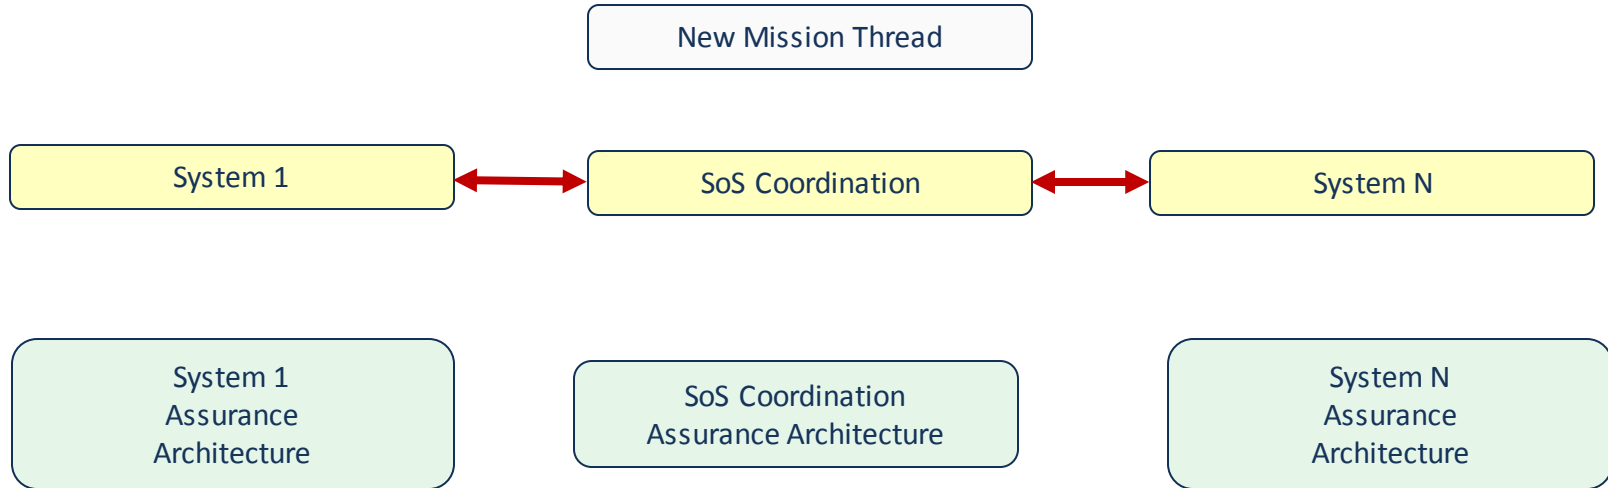 New Mission Thread
System 1
SoS Coordination
System N
System 1
Assurance
Architecture
SoS Coordination
Assurance Architecture
System N
Assurance
Architecture